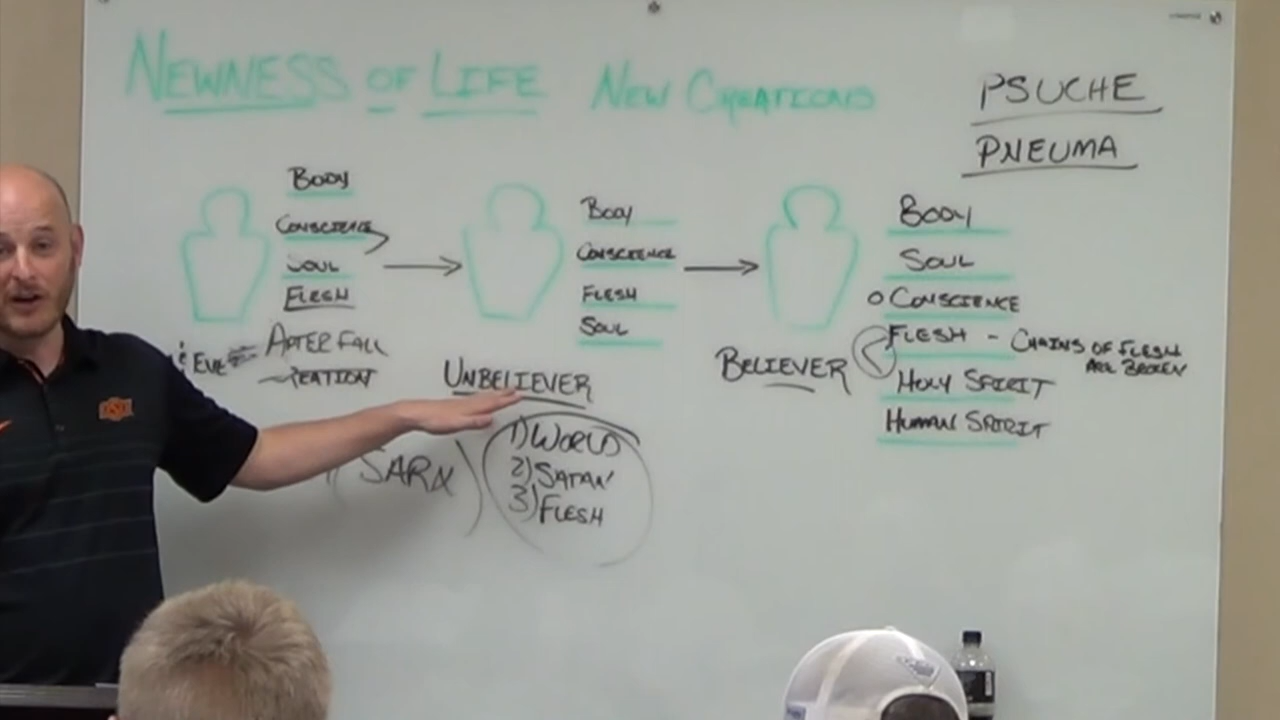 NEWNESS OF LIFE NEW CREATIONS
PSUCHE
PNEUMA
BODY
CONSCIENCE
SOUL
FLESH
& EVE
AFTER FALL
BODY
CONSCIENCE
FLESH
SOUL
UNBELIEVER
1) WORLD
2) SATAN
3) FLESH
(SARX)
BODY
SOUL
O CONSCIENCE
FLESH - CHAINS OF FLESH
ARE BROKEN
HOLY SPIRIT
HUMAN SPIRIT
BELIEVER